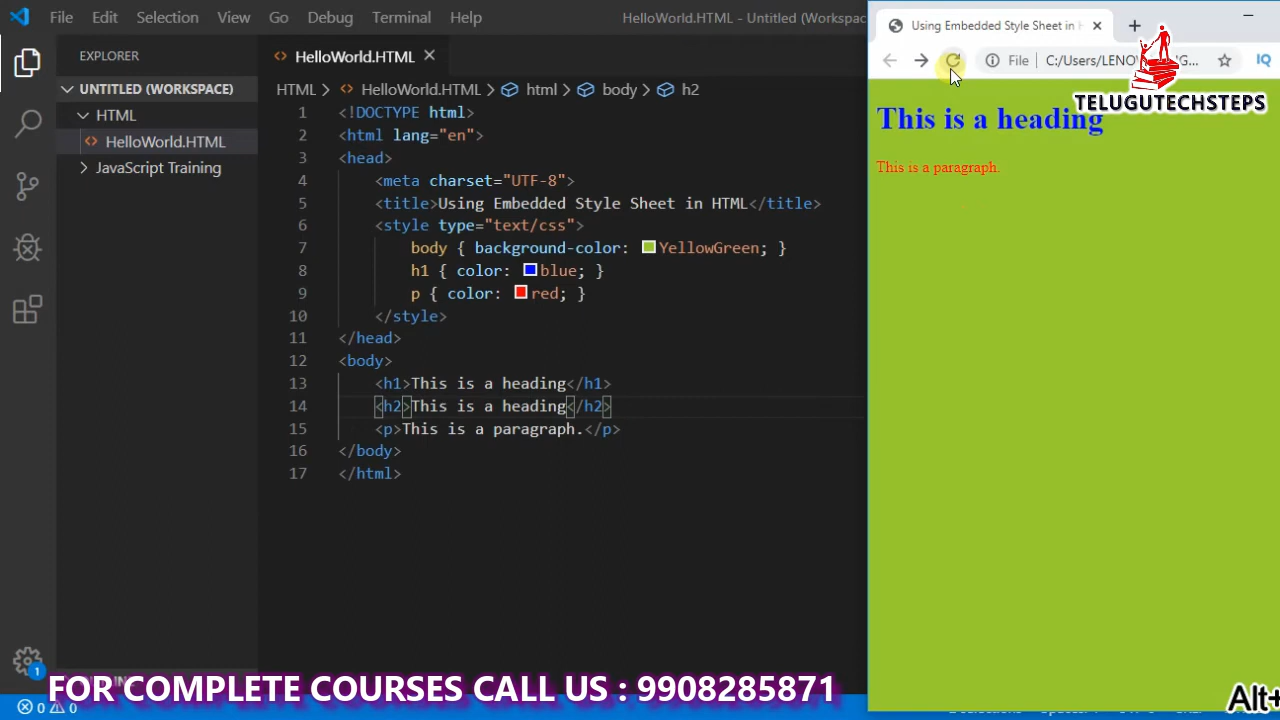 File Edit Selection View Go Debug Terminal Help
HelloWorld.HTML - Untitled (Workspac
EXPLORER
UNTITLED (WORKSPACE)
HTML
HelloWorld.HTML
JavaScript Training
HelloWorld.HTML
HTML > HelloWorld.HTML > html > body > h2
1 <!DOCTYPE html>
2 <html lang="en">
3 <head>
4 <meta charset="UTF-8">
5 <title>Using Embedded Style Sheet in HTML</title>
6 <style type="text/css">
7 body { background-color: YellowGreen; }
8 h1 { color: blue; }
9 p { color: red; }
10 </style>
11 </head>
12 <body>
13 <h1>This is a heading</h1>
14 <h2>This is a heading</h2>
15 <p>This is a paragraph.</p>
16 </body>
17 </html>
Using Embedded Style Sheet in H
File | C:/Users/LENO
G...
IQ
TELUGUTECHSTEPS
This is a heading
This is a paragraph.
1
FOR COMPLETE COURSES CALL US : 9908285871
0 0
Alt+